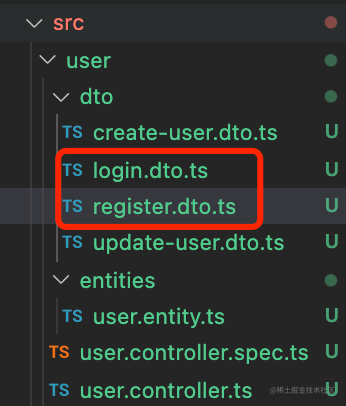 src
user
dto
TS create-user.dto.ts U
TS login.dto.ts U
TS register.dto.ts U
TS update-user.dto.ts U
entities
TS user.entity.ts U
TS user.controller.spec.ts U
TS user.controller.ts U
@稀土掘金技术社区